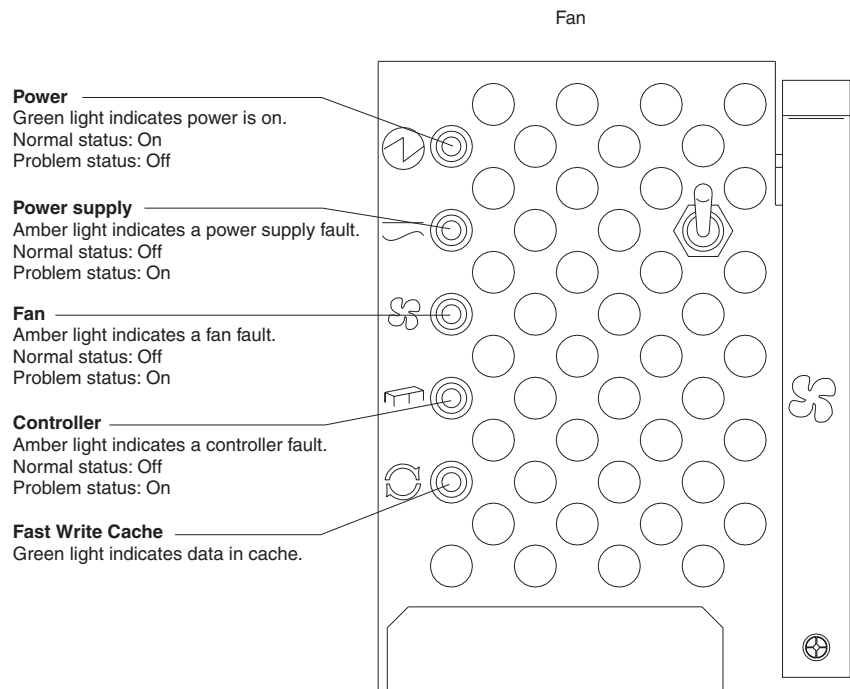 Fan
Power
Green light indicates power is on.
Normal status: On
Problem status: Off
Power supply
Amber light indicates a power supply fault.
Normal status: Off
Problem status: On
Fan
Amber light indicates a fan fault.
Normal status: Off
Problem status: On
Controller
Amber light indicates a controller fault.
Normal status: Off
Problem status: On
Fast Write Cache
Green light indicates data in cache.